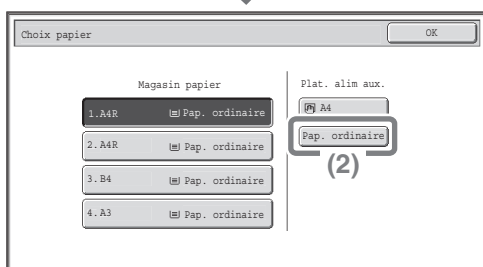 Choix papier
OK
Magasin papier
Plat. alim aux.
1.A4R Pap. ordinaire
A4
2.A4R Pap. ordinaire
Pap. ordinaire
(2)
3.B4 Pap. ordinaire
4.A3 Pap. ordinaire